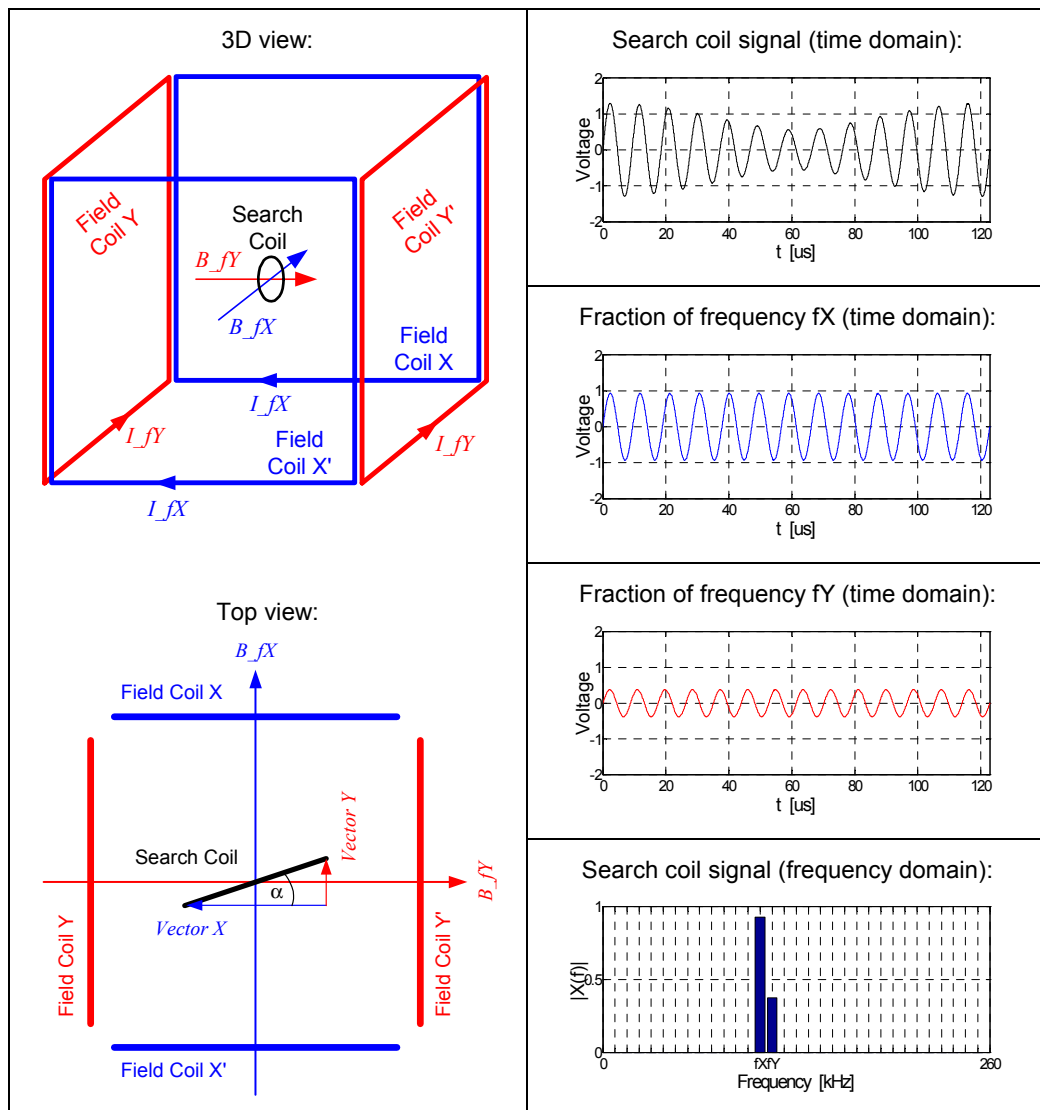 3D view:
Field
Coil Y
Search
Coil
Field
Coil Y'
B_fY
B_fX
Field
Coil X
I_fX
I_fY
Field
Coil X'
I_fY
I_fX
Top view:
B_fX
Field Coil X
Vector Y
Search Coil
α
B_fY
Vector X
Field Coil Y
Field Coil Y'
Field Coil X'
Search coil signal (time domain):
2
1
0
-1
-2
Voltage
0 20 40 60 80 100 120
t [us]
Fraction of frequency fX (time domain):
2
1
0
-1
-2
Voltage
0 20 40 60 80 100 120
t [us]
Fraction of frequency fY (time domain):
2
1
0
-1
-2
Voltage
0 20 40 60 80 100 120
t [us]
Search coil signal (frequency domain):
1
0.5
0
|X(f)|
0 fXfY 260
Frequency [kHz]